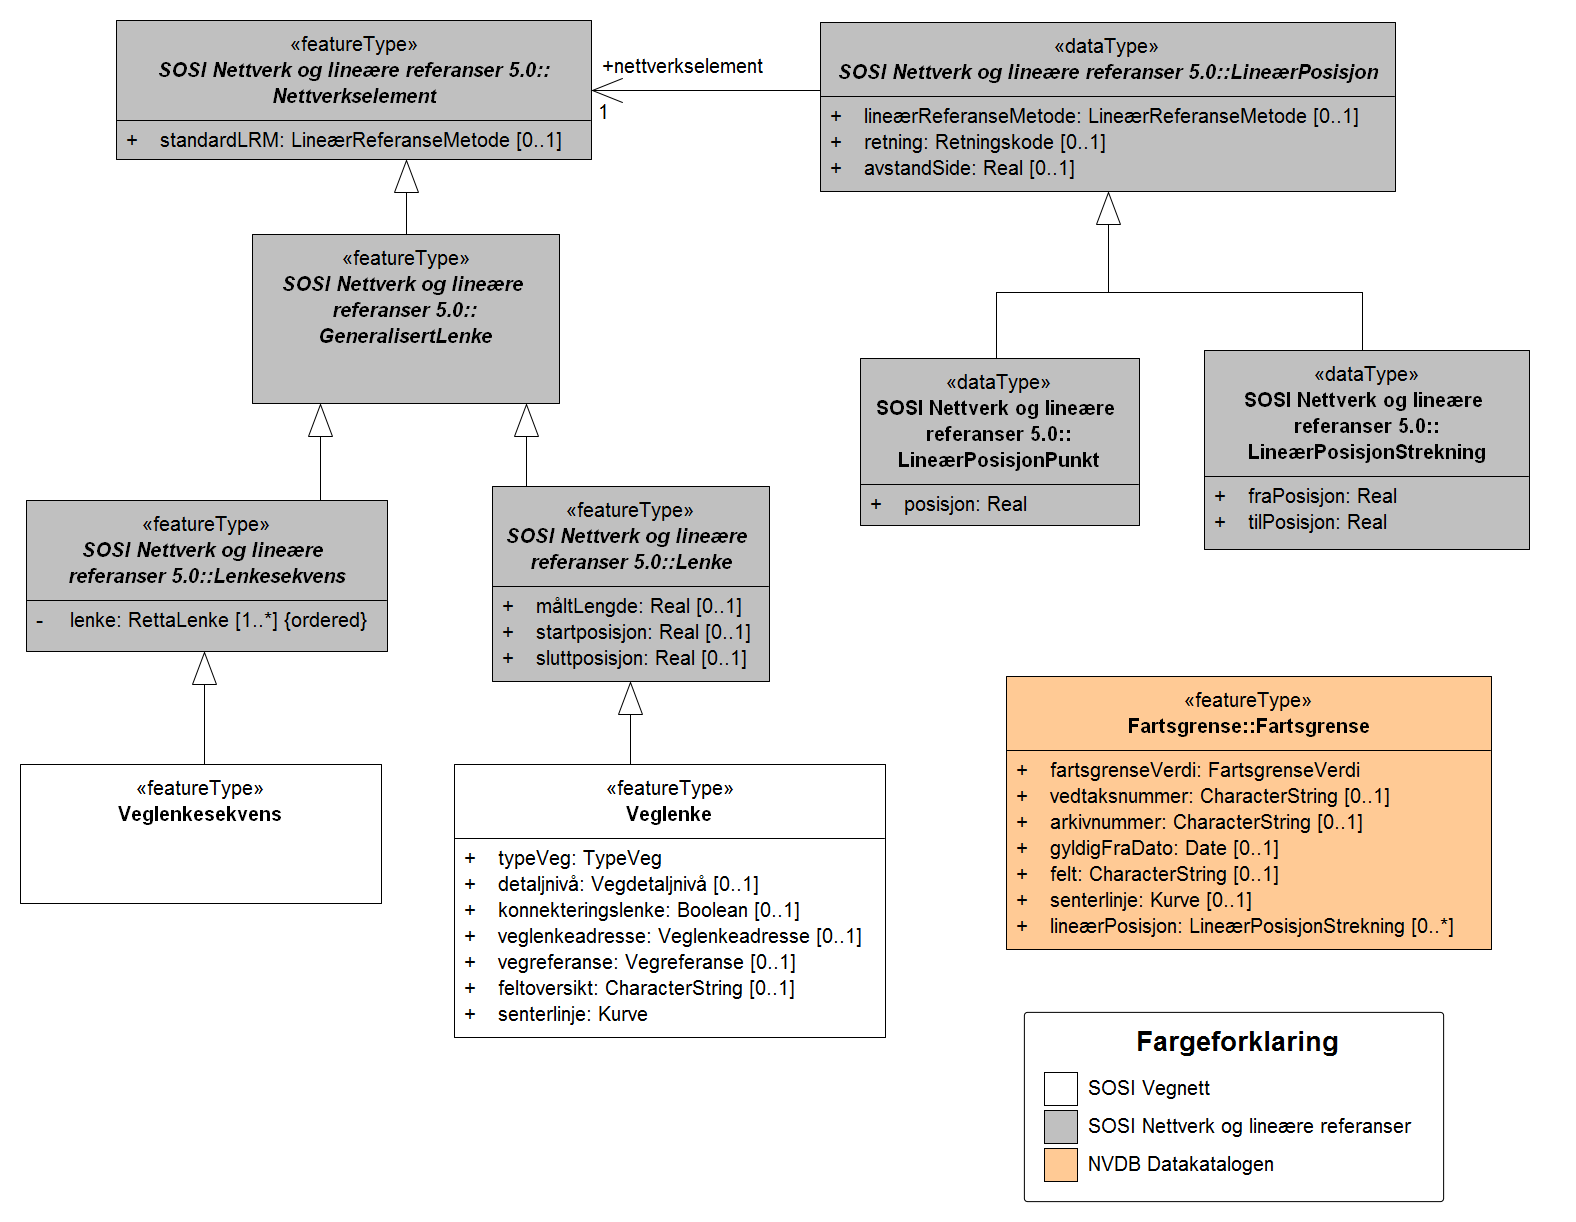 «featureType»
SOSI Nettverk og lineære referanser 5.0::
Nettverkselement
+ standardLRM: LineærReferanseMetode [0..1]
+nettverkselement
1
«dataType»
SOSI Nettverk og lineære referanser 5.0::LineærPosisjon
+ lineærReferanseMetode: LineærReferanseMetode [0..1]
+ retning: Retningskode [0..1]
+ avstandSide: Real [0..1]
«featureType»
SOSI Nettverk og lineære
referanser 5.0::
GeneralisertLenke
«dataType»
SOSI Nettverk og lineære
referanser 5.0::
LineærPosisjonPunkt
+ posisjon: Real
«dataType»
SOSI Nettverk og lineære
referanser 5.0::
LineærPosisjonStrekning
+ fraPosisjon: Real
+ tilPosisjon: Real
«featureType»
SOSI Nettverk og lineære
referanser 5.0::Lenkesekvens
- lenke: RettaLenke [1..*] {ordered}
«featureType»
SOSI Nettverk og lineære
referanser 5.0::Lenke
+ måltLengde: Real [0..1]
+ startposisjon: Real [0..1]
+ sluttposisjon: Real [0..1]
«featureType»
Veglenkesekvens
«featureType»
Veglenke
+ typeVeg: TypeVeg
+ detaljnivå: Vegdetaljnivå [0..1]
+ konnekteringslenke: Boolean [0..1]
+ veglenkeadresse: Veglenkeadresse [0..1]
+ vegreferanse: Vegreferanse [0..1]
+ feltoversikt: CharacterString [0..1]
+ senterlinje: Kurve
«featureType»
Fartsgrense::Fartsgrense
+ fartsgrenseVerdi: FartsgrenseVerdi
+ vedtaksnummer: CharacterString [0..1]
+ arkivnummer: CharacterString [0..1]
+ gyldigFraDato: Date [0..1]
+ felt: CharacterString [0..1]
+ senterlinje: Kurve [0..1]
+ lineærPosisjon: LineærPosisjonStrekning [0..*]
Fargeforklaring
SOSI Vegnett
SOSI Nettverk og lineære referanser
NVDB Datakatalogen